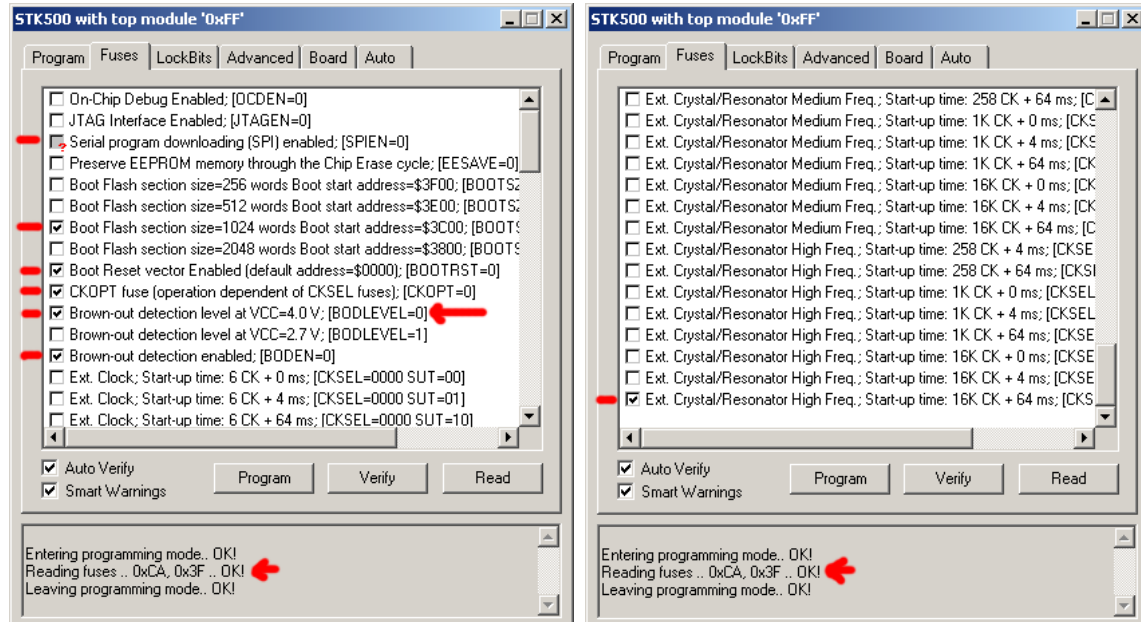 STK500 with top module '0xFF'
Program Fuses LockBits Advanced Board Auto
On-Chip Debug Enabled; [OCDEN=0]
JTAG Interface Enabled; [JTAGEN=0]
? Serial program downloading (SPI) enabled; [SPIEN=0]
Preserve EEPROM memory through the Chip Erase cycle; [EESAVE=0]
Boot Flash section size=256 words Boot start address=$3F00; [BOOTSZ
Boot Flash section size=512 words Boot start address=$3E00; [BOOTSZ
Boot Flash section size=1024 words Boot start address=$3C00; [BOOTS
Boot Flash section size=2048 words Boot start address=$3800; [BOOTS
Boot Reset vector Enabled (default address=$0000); [BOOTRST=0]
CKOPT fuse (operation dependent of CKSEL fuses); [CKOPT=0]
Brown-out detection level at VCC=4.0 V; [BODLEVEL=0]
Brown-out detection level at VCC=2.7 V; [BODLEVEL=1]
Brown-out detection enabled; [BODEN=0]
Ext. Clock; Start-up time: 6 CK + 0 ms; [CKSEL=0000 SUT=00]
Ext. Clock; Start-up time: 6 CK + 4 ms; [CKSEL=0000 SUT=01]
Ext. Clock; Start-up time: 6 CK + 64 ms; [CKSEL=0000 SUT=10]
Auto Verify
Smart Warnings
Program Verify Read
Entering programming mode.. OK!
Reading fuses .. 0xCA, 0x3F .. OK!
Leaving programming mode.. OK!
STK500 with top module '0xFF'
Program Fuses LockBits Advanced Board Auto
Ext. Crystal/Resonator Medium Freq.; Start-up time: 258 CK + 64 ms; [C
Ext. Crystal/Resonator Medium Freq.; Start-up time: 1K CK + 0 ms; [CKS
Ext. Crystal/Resonator Medium Freq.; Start-up time: 1K CK + 4 ms; [CKS
Ext. Crystal/Resonator Medium Freq.; Start-up time: 1K CK + 64 ms; [CK
Ext. Crystal/Resonator Medium Freq.; Start-up time: 16K CK + 0 ms; [CK
Ext. Crystal/Resonator Medium Freq.; Start-up time: 16K CK + 4 ms; [CK
Ext. Crystal/Resonator Medium Freq.; Start-up time: 16K CK + 64 ms; [C
Ext. Crystal/Resonator High Freq.; Start-up time: 258 CK + 4 ms; [CKSE
Ext. Crystal/Resonator High Freq.; Start-up time: 258 CK + 64 ms; [CKSI
Ext. Crystal/Resonator High Freq.; Start-up time: 1K CK + 0 ms; [CKSEL
Ext. Crystal/Resonator High Freq.; Start-up time: 1K CK + 4 ms; [CKSEL
Ext. Crystal/Resonator High Freq.; Start-up time: 1K CK + 64 ms; [CKSE
Ext. Crystal/Resonator High Freq.; Start-up time: 16K CK + 0 ms; [CKSE
Ext. Crystal/Resonator High Freq.; Start-up time: 16K CK + 4 ms; [CKSE
Ext. Crystal/Resonator High Freq.; Start-up time: 16K CK + 64 ms; [CKS
Auto Verify
Smart Warnings
Program Verify Read
Entering programming mode.. OK!
Reading fuses .. 0xCA, 0x3F .. OK!
Leaving programming mode.. OK!